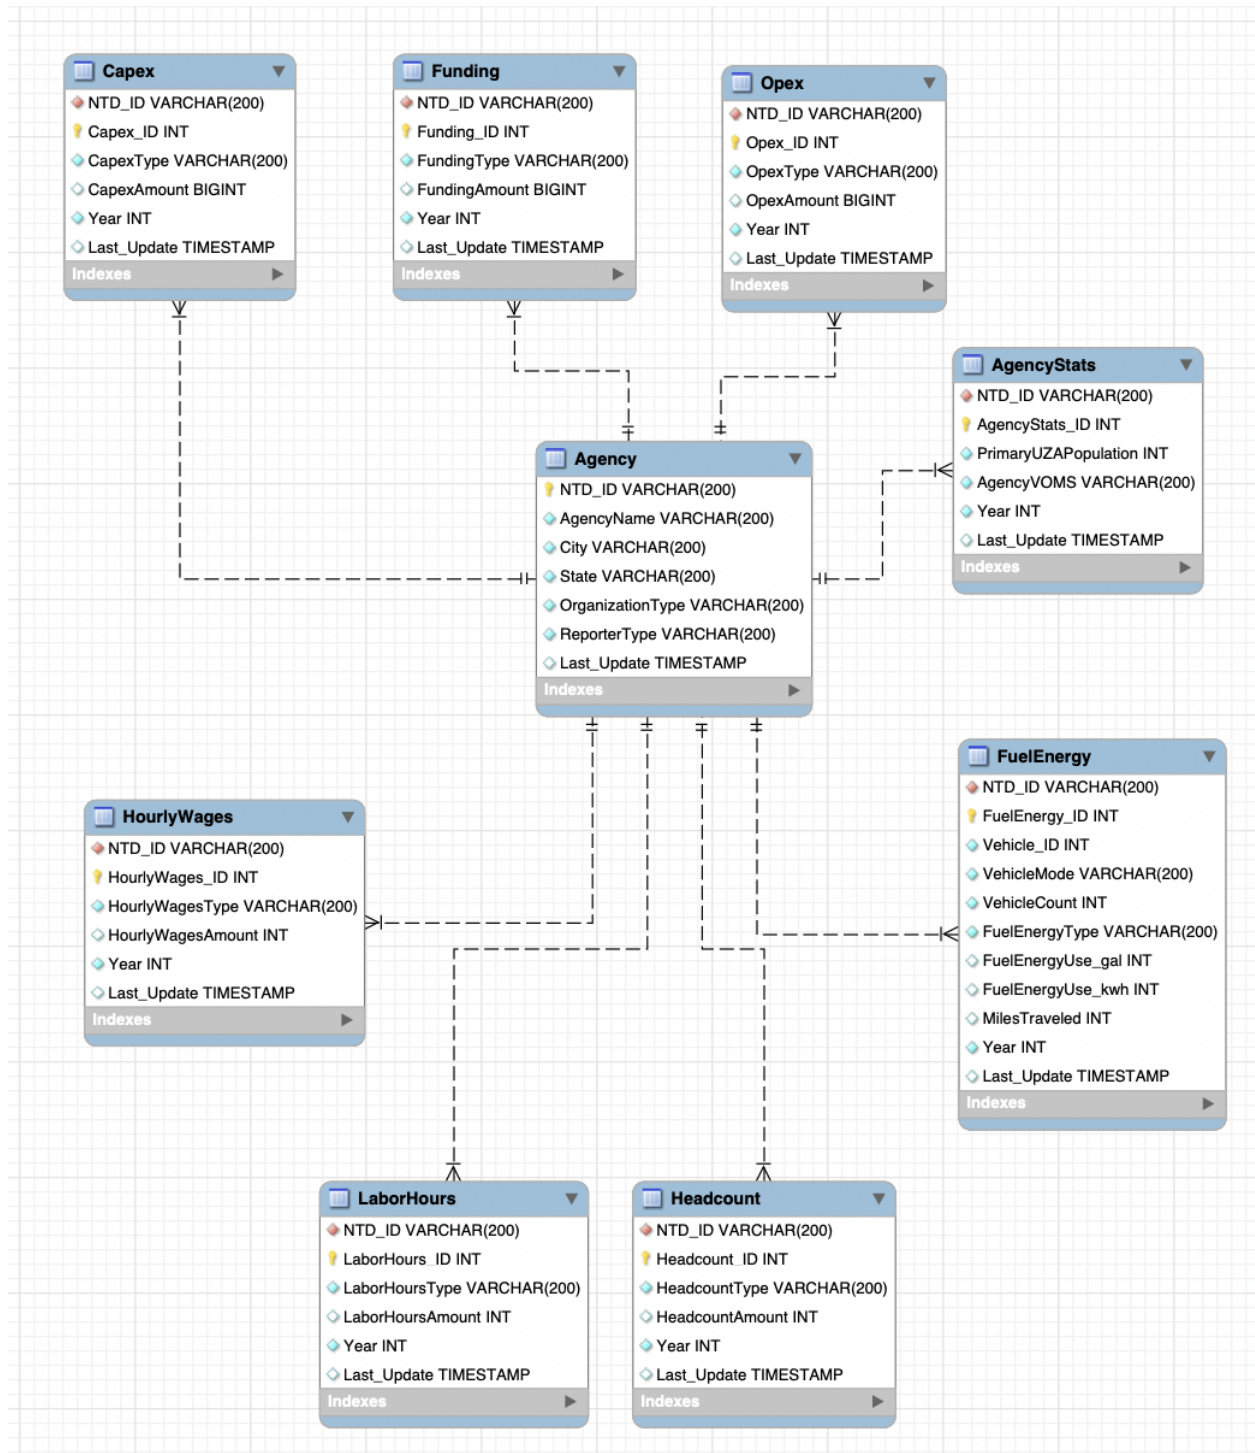 Capex
NTD_ID VARCHAR(200)
Capex_ID INT
CapexType VARCHAR(200)
CapexAmount BIGINT
Year INT
Last_Update TIMESTAMP
Indexes
Funding
NTD_ID VARCHAR(200)
Funding_ID INT
FundingType VARCHAR(200)
FundingAmount BIGINT
Year INT
Last_Update TIMESTAMP
Indexes
Opex
NTD_ID VARCHAR(200)
Opex_ID INT
OpexType VARCHAR(200)
OpexAmount BIGINT
Year INT
Last_Update TIMESTAMP
Indexes
AgencyStats
NTD_ID VARCHAR(200)
AgencyStats_ID INT
PrimaryUZAPopulation INT
AgencyVOMS VARCHAR(200)
Year INT
Last_Update TIMESTAMP
Indexes
Agency
NTD_ID VARCHAR(200)
AgencyName VARCHAR(200)
City VARCHAR(200)
State VARCHAR(200)
OrganizationType VARCHAR(200)
ReporterType VARCHAR(200)
Last_Update TIMESTAMP
Indexes
HourlyWages
NTD_ID VARCHAR(200)
HourlyWages_ID INT
HourlyWagesType VARCHAR(200)
HourlyWagesAmount INT
Year INT
Last_Update TIMESTAMP
Indexes
FuelEnergy
NTD_ID VARCHAR(200)
FuelEnergy_ID INT
Vehicle_ID INT
VehicleMode VARCHAR(200)
VehicleCount INT
FuelEnergyType VARCHAR(200)
FuelEnergyUse_gal INT
FuelEnergyUse_kwh INT
MilesTraveled INT
Year INT
Last_Update TIMESTAMP
Indexes
LaborHours
NTD_ID VARCHAR(200)
LaborHours_ID INT
LaborHoursType VARCHAR(200)
LaborHoursAmount INT
Year INT
Last_Update TIMESTAMP
Indexes
Headcount
NTD_ID VARCHAR(200)
Headcount_ID INT
HeadcountType VARCHAR(200)
HeadcountAmount INT
Year INT
Last_Update TIMESTAMP
Indexes